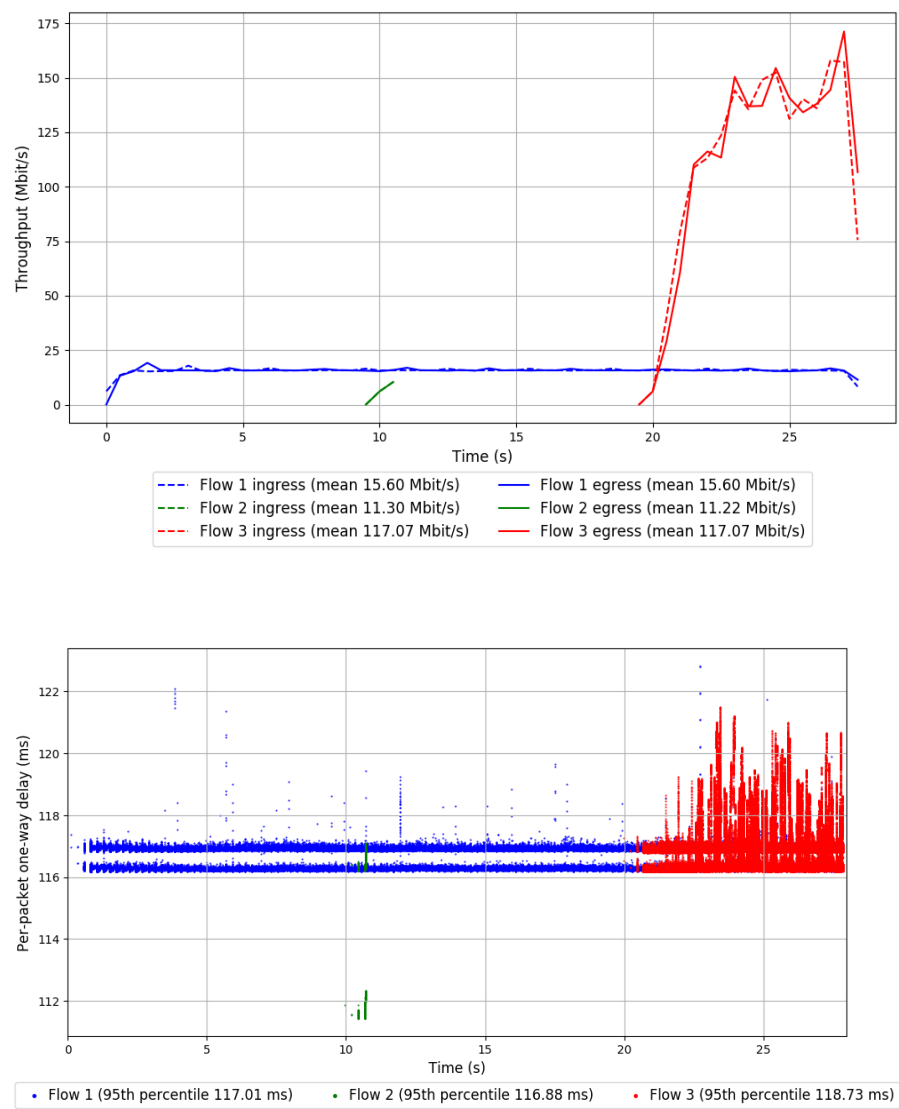 175
150
125
100
75
50
25
0
Throughput (Mbit/s)
0 5 10 15 20 25
Time (s)
Flow 1 ingress (mean 15.60 Mbit/s) Flow 1 egress (mean 15.60 Mbit/s)
Flow 2 ingress (mean 11.30 Mbit/s) Flow 2 egress (mean 11.22 Mbit/s)
Flow 3 ingress (mean 117.07 Mbit/s) Flow 3 egress (mean 117.07 Mbit/s)
122
120
118
116
114
112
Per-packet one-way delay (ms)
0 5 10 15 20 25
Time (s)
Flow 1 (95th percentile 117.01 ms) Flow 2 (95th percentile 116.88 ms) Flow 3 (95th percentile 118.73 ms)